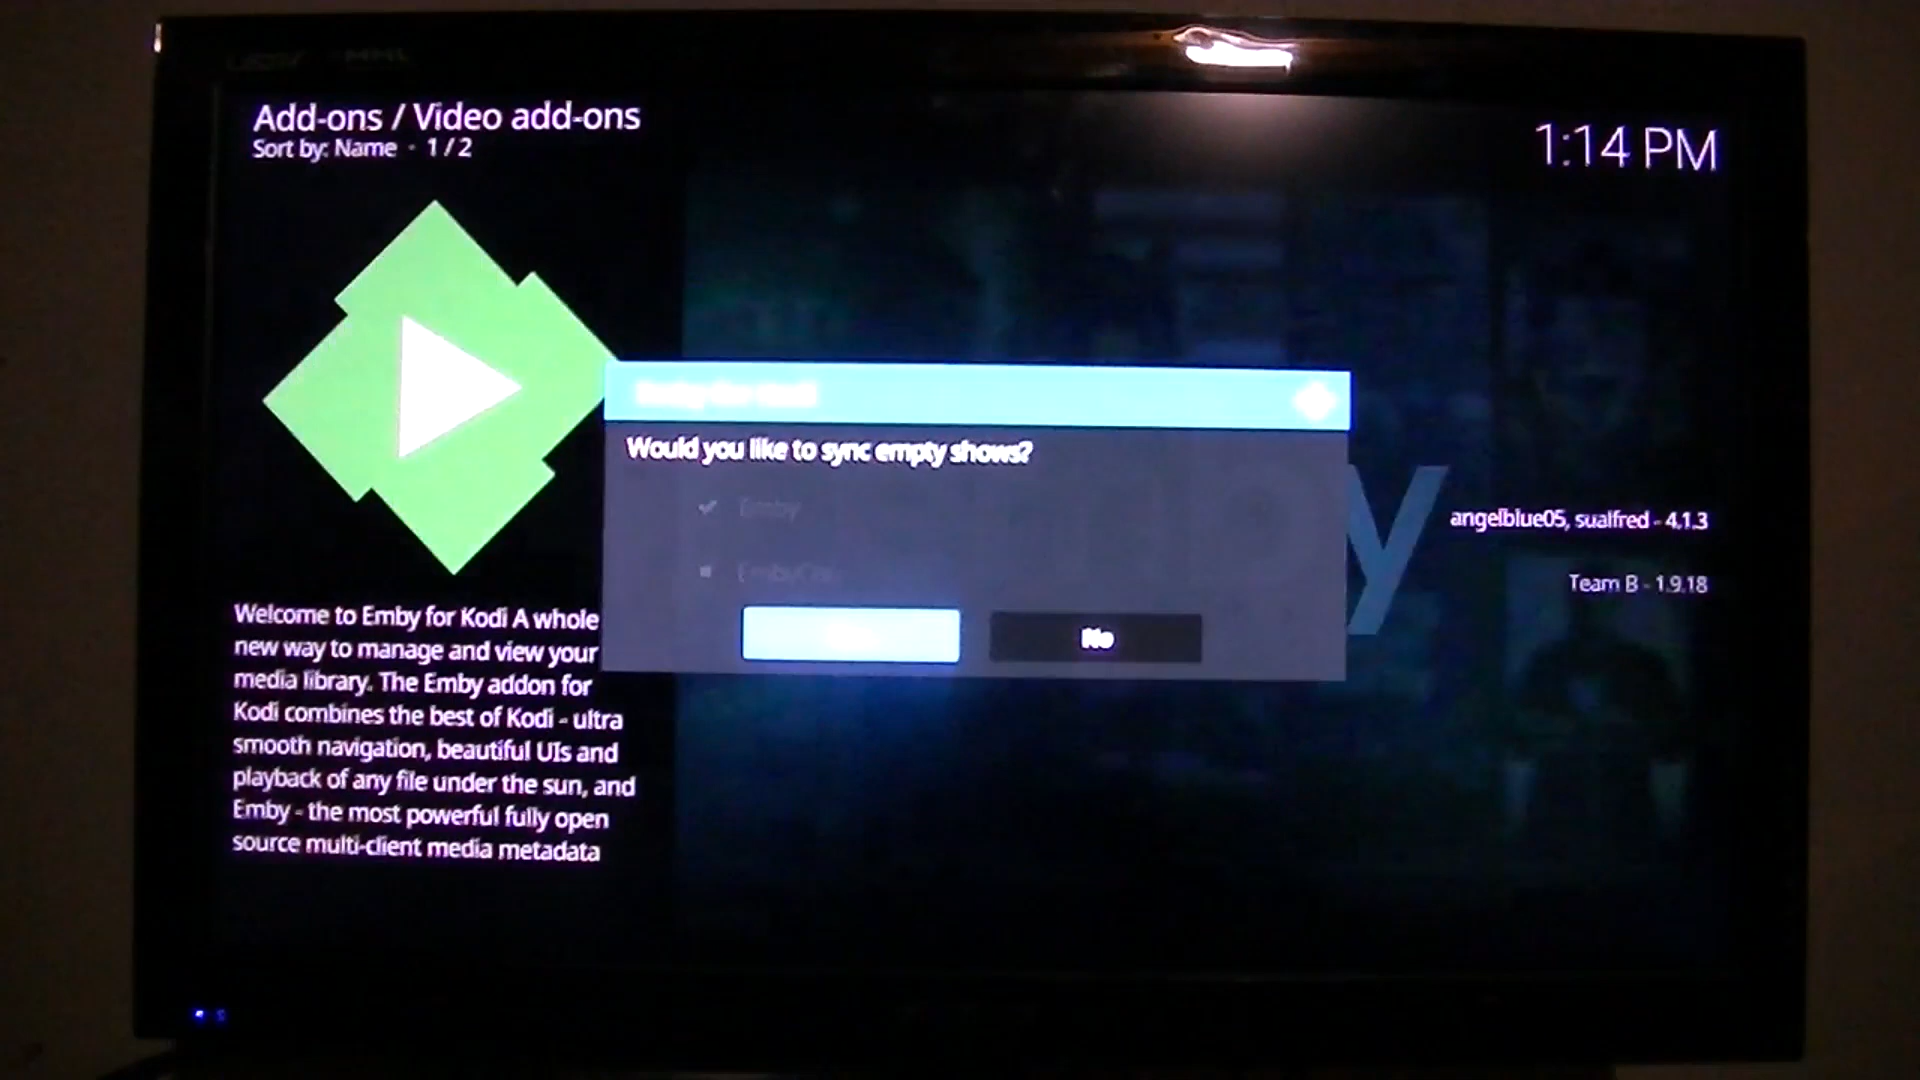 Add-ons / Video add-ons
Sort by: Name · 1 / 2
1:14 PM
Emby for Kodi
Would you like to sync empty shows?
Emby
No
y
angelblue05, sualfred - 4.1.3
Team B - 1.9.18
Welcome to Emby for Kodi A whole
new way to manage and view your
media library. The Emby addon for
Kodi combines the best of Kodi - ultra
smooth navigation, beautiful UIs and
playback of any file under the sun, and
Emby - the most powerful fully open
source multi-client media metadata